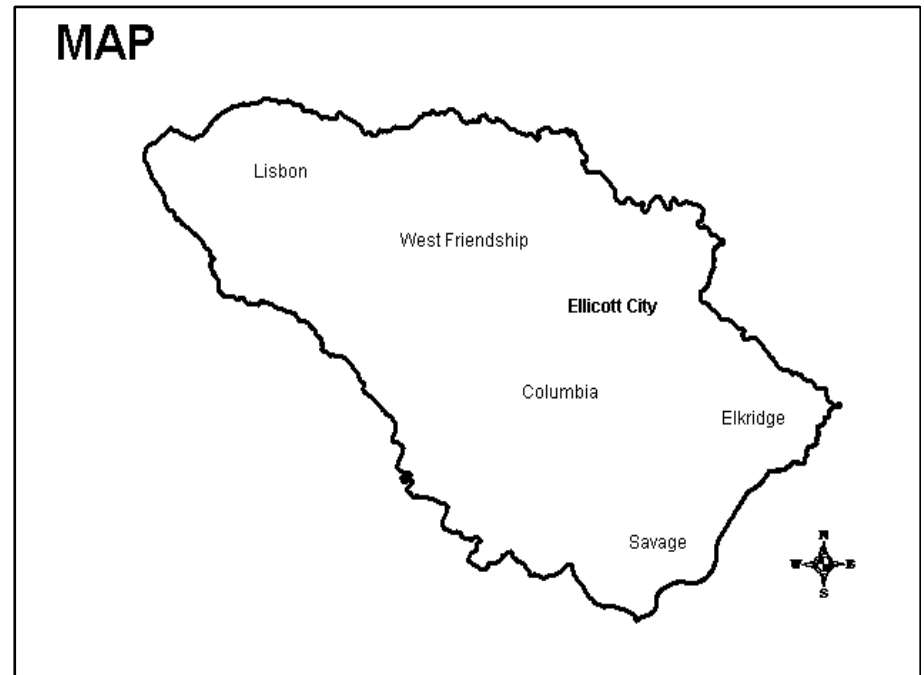 MAP
Lisbon
West Friendship
Ellicott City
Columbia
Elkridge
Savage
N
W E
S